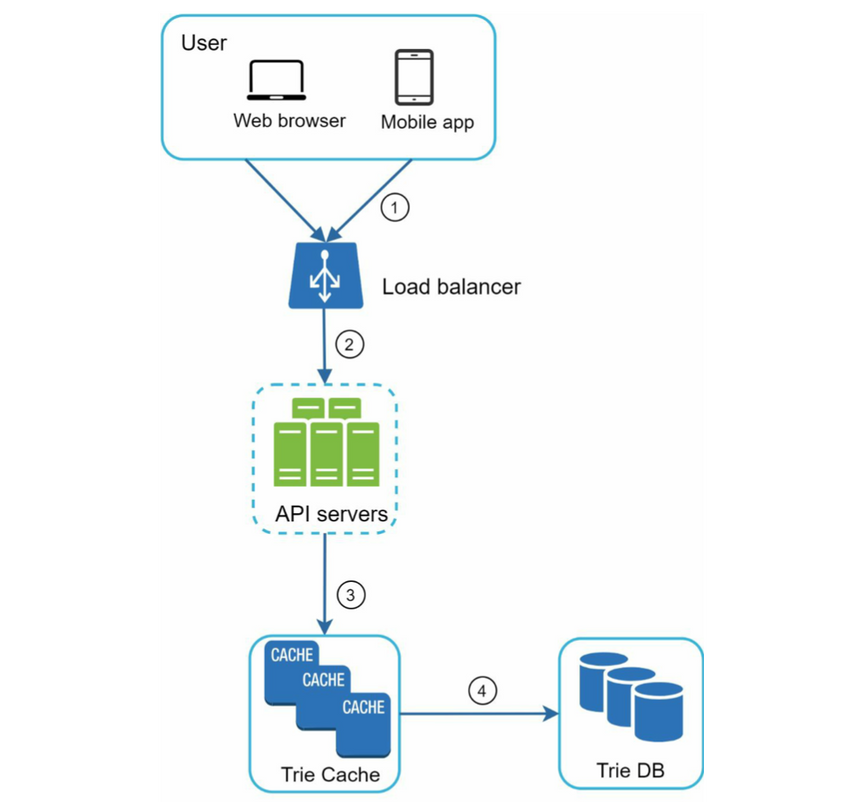 User
Web browser
Mobile app
1
Load balancer
2
API servers
3
CACHE
CACHE
CACHE
4
Trie Cache
Trie DB